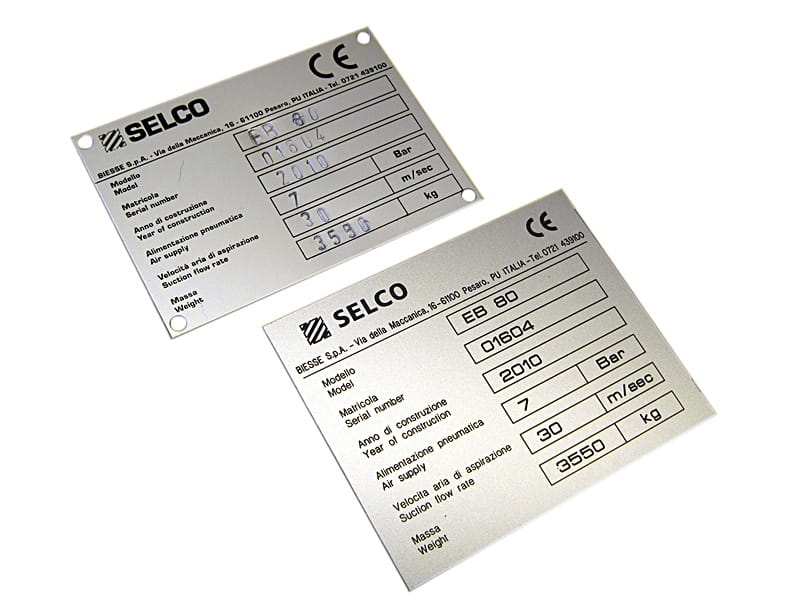 CE
SELCO
BIESSE S.p.A. - Via della Meccanica, 16 - 61100 Pesaro, PU ITALIA - Tel. 0721 439100
Modello
Model
EB 80
Matricola
Serial number
01604
Anno di costruzione
Year of construction
2010
Alimentazione pneumatica
Air supply
7 Bar
Velocità aria di aspirazione
Suction flow rate
30 m/sec
Massa
Weight
3550 kg
CE
SELCO
BIESSE S.p.A. - Via della Maccanica, 16-61100 Pesaro, PU ITALIA -Tel. 0721 439100
Modello
Model
EB 80
Matricola
Serial number
01604
Anno di construzione
Year of construction
2010
Alimentazione pneumatica
Air supply
7 Bar
Velocita aria di aspirazione
Suction flow rate
30 m/sec
Massa
Weight
3550 kg